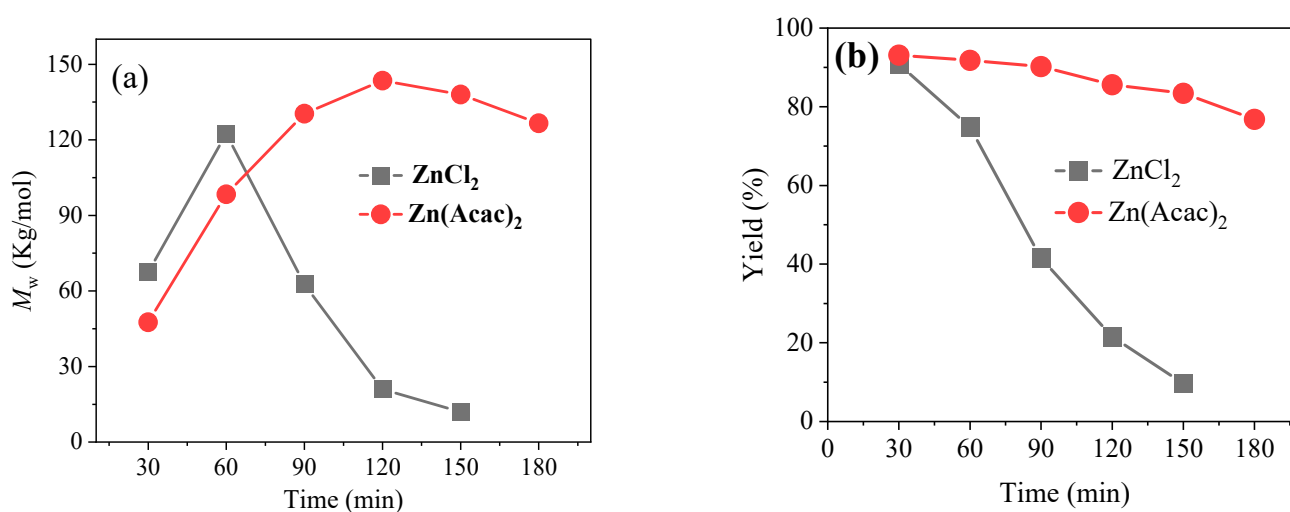 (a)
150
120
90
60
30
0
M_w (Kg/mol)
ZnCl₂
Zn(Acac)₂
30 60 90 120 150 180
Time (min)
(b)
100
80
60
40
20
0
Yield (%)
ZnCl₂
Zn(Acac)₂
0 30 60 90 120 150 180
Time (min)